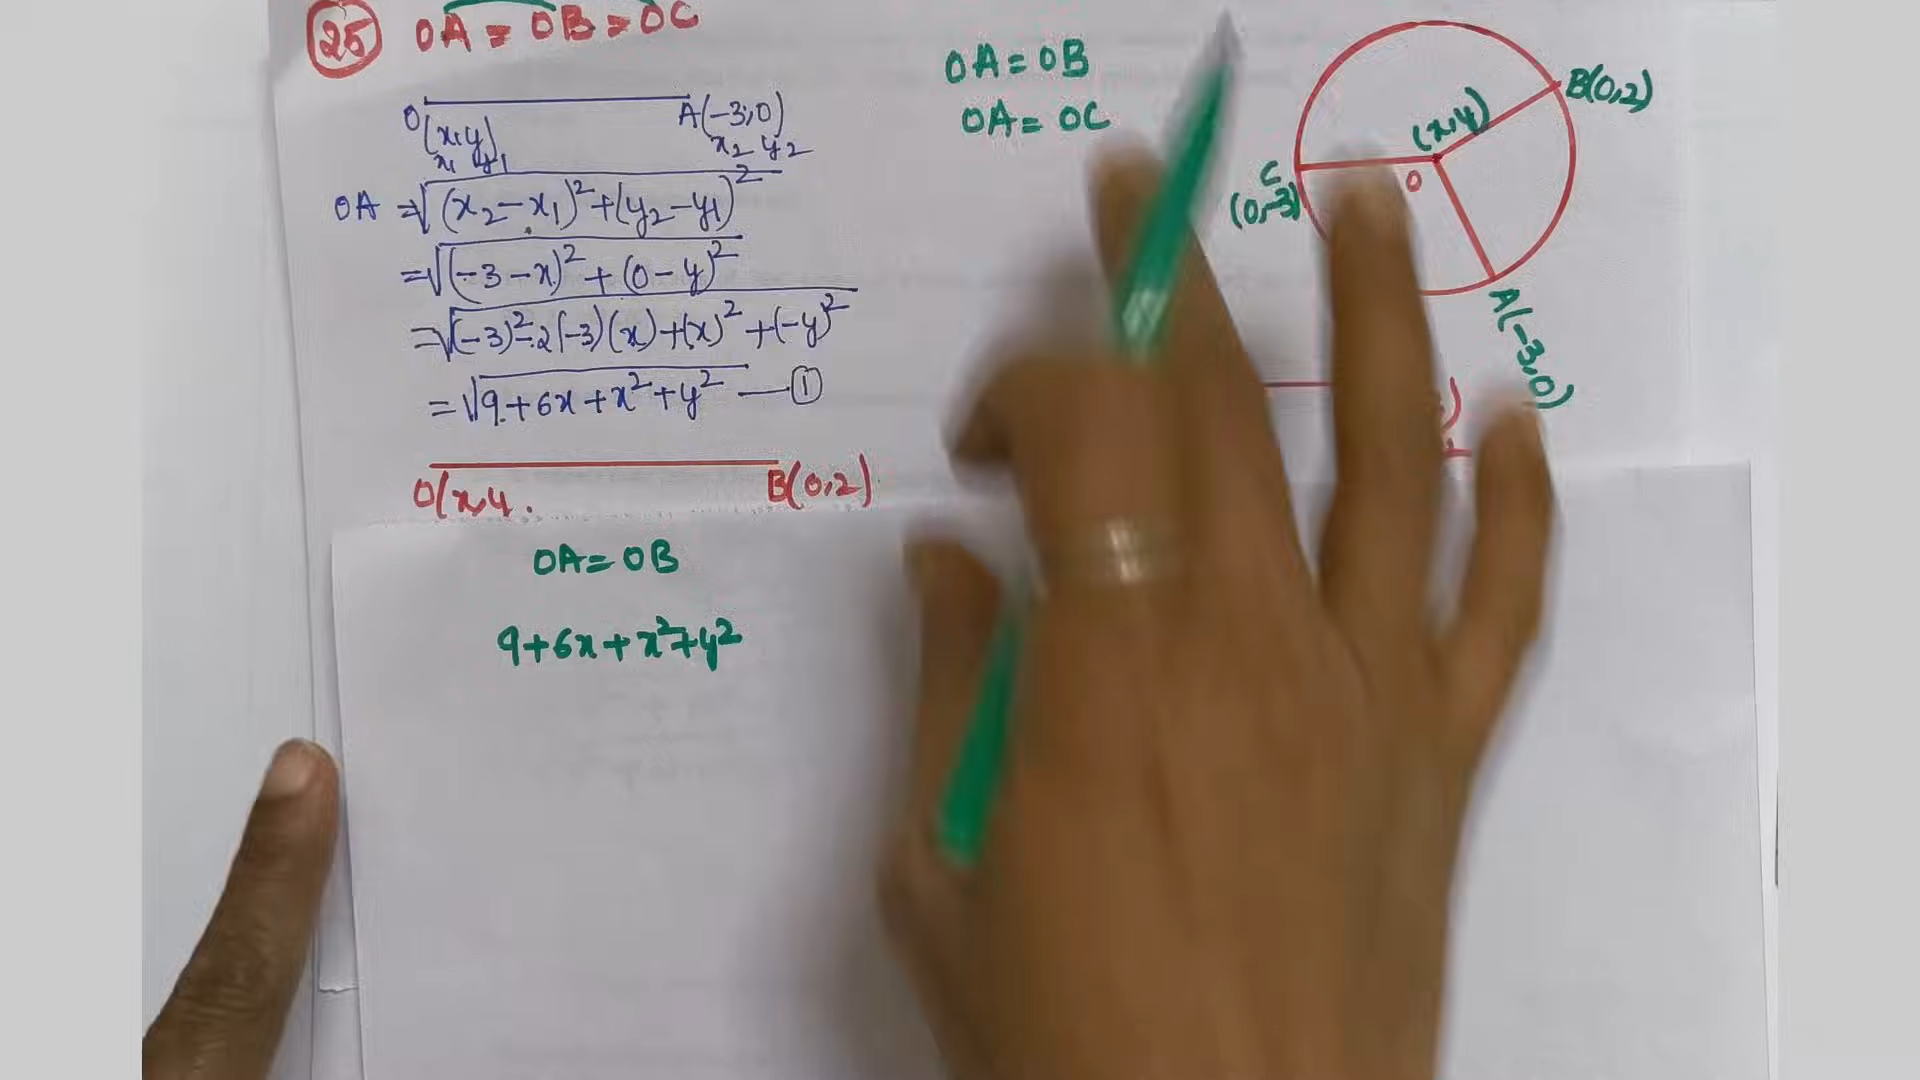 25 OA = OB = OC
O A(-3,0)
(x,y) x₂ y₂
x₁ y₁
OA = √(x₂-x₁)²+(y₂-y₁)²
=√(-3-x)²+(0-y)²
=√(-3)²-2(-3)(x)+(x)²+(-y)²
=√9+6x+x²+y² —①
O(x,y B(0,2)
OA=OB
9+6x+x²+y²
OA=OB
OA=OC
B(0,2)
(x,y)
C
(0,-3)
O
A(-3,0)